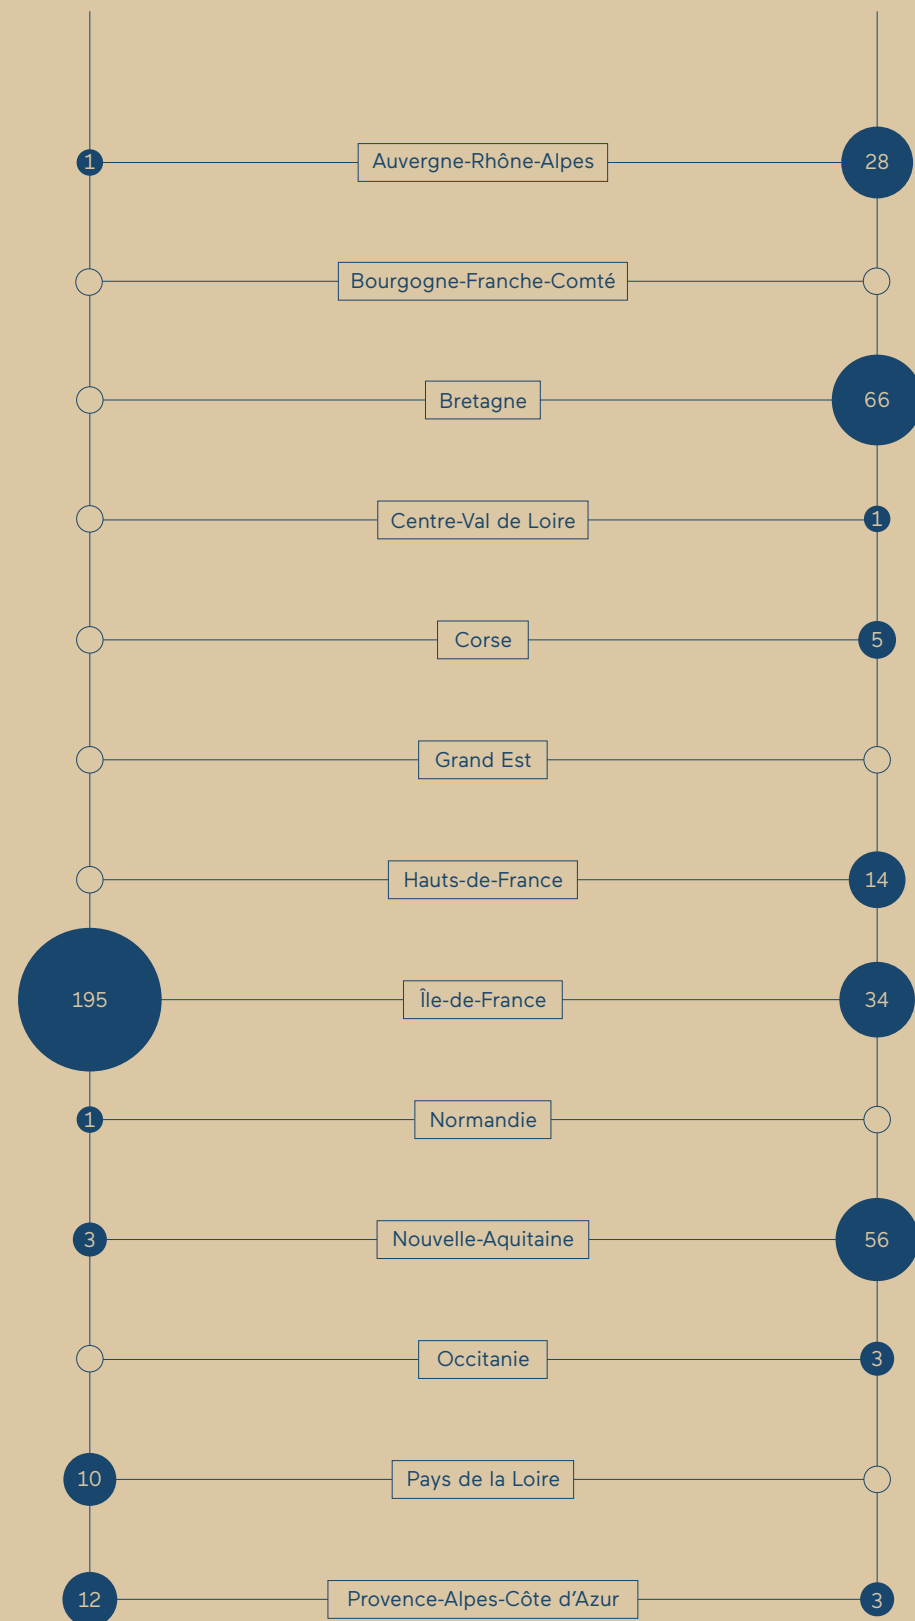 1 Auvergne-Rhône-Alpes 28
Bourgogne-Franche-Comté
Bretagne 66
Centre-Val de Loire 1
Corse 5
Grand Est
Hauts-de-France 14
195 Île-de-France 34
1 Normandie
3 Nouvelle-Aquitaine 56
Occitanie 3
10 Pays de la Loire
12 Provence-Alpes-Côte d'Azur 3